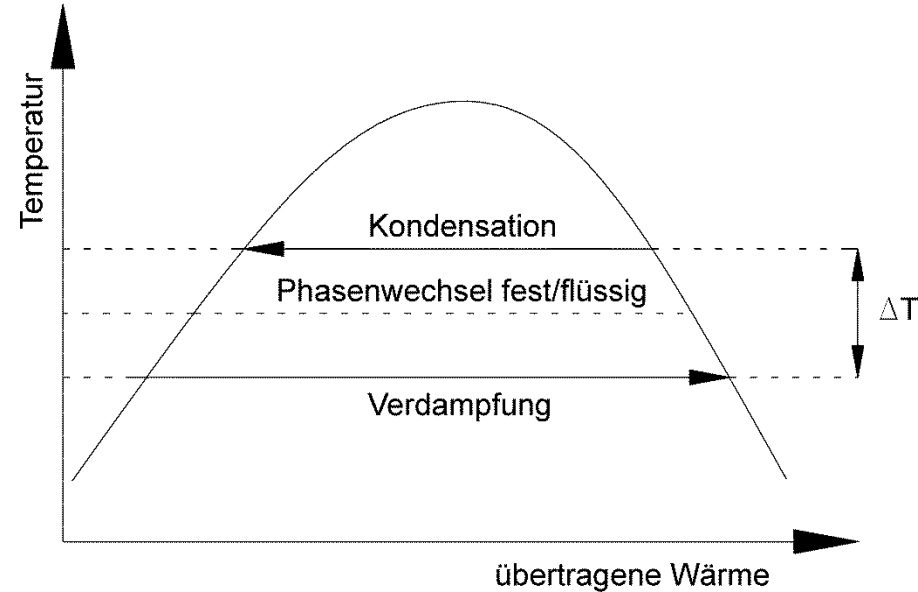 Temperatur
Kondensation
Phasenwechsel fest/flüssig
ΔT
Verdampfung
übertragene Wärme